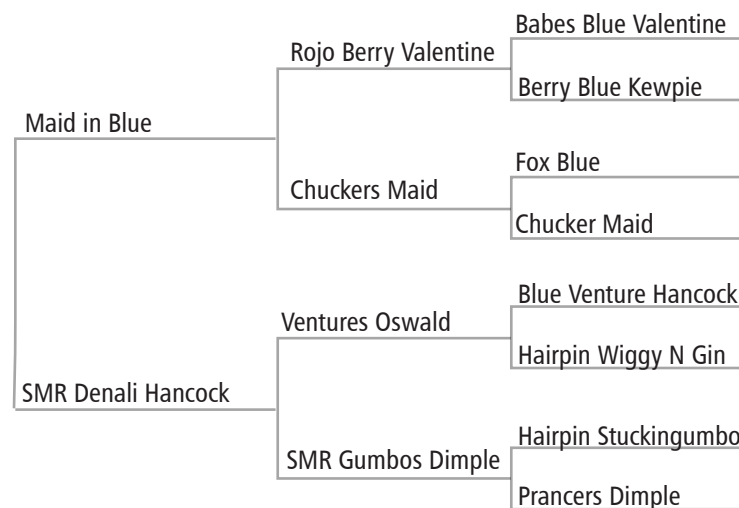 Babes Blue Valentine
Rojo Berry Valentine
Berry Blue Kewpie
Maid in Blue
Fox Blue
Chuckers Maid
Chucker Maid
Blue Venture Hancock
Ventures Oswald
Hairpin Wiggy N Gin
SMR Denali Hancock
Hairpin Stuckingumbo
SMR Gumbos Dimple
Prancers Dimple